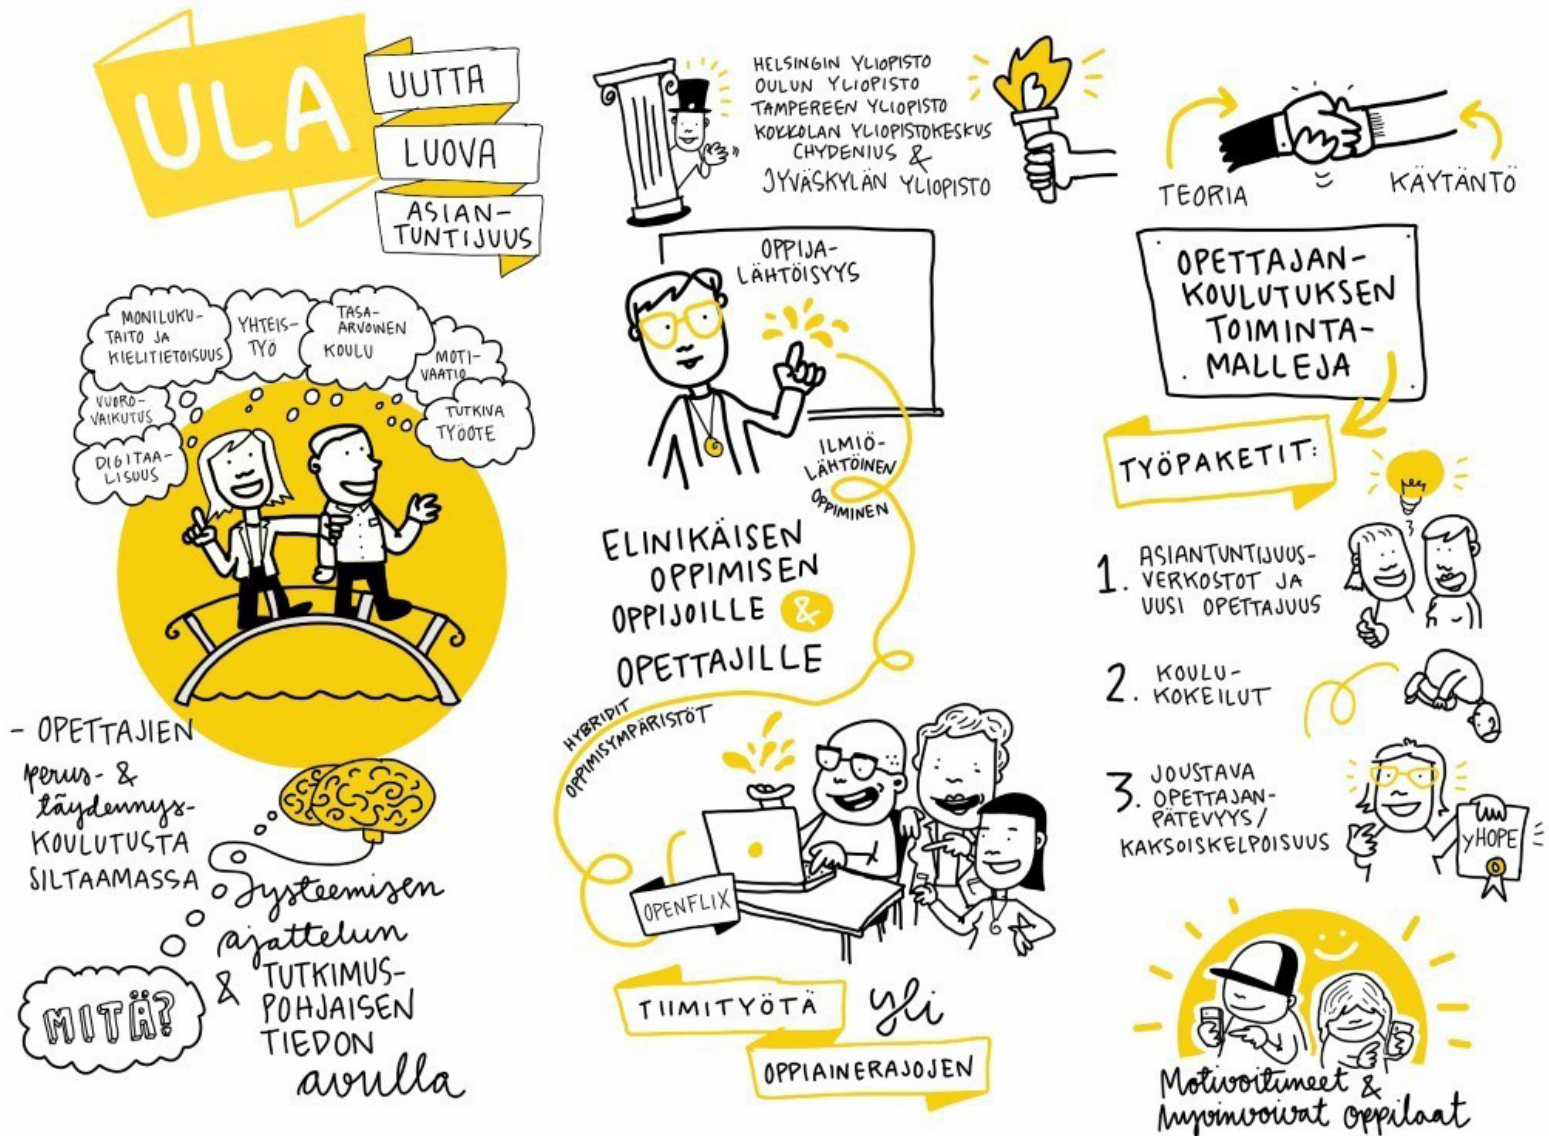 ULA
UUTTA
LUOVA
ASIAN-
TUNTIJUUS
MONILUKU-
TAITO JA
KIELITIETOISUUS
YHTEIS-
TYÖ
TASA-
ARVOINEN
KOULU
MOTI-
VAATIO
VUORO-
VAIKUTUS
TUTKIVA
TYÖOTE
DIGITAA-
LISUUS
- OPETTAJIEN
perus- &
täydennys-
KOULUTUSTA
SILTAAMASSA
Systeemisen
ajattelun
& TUTKIMUS-
POHJAISEN
TIEDON
avulla
MITÄ?
HELSINGIN YLIOPISTO
OULUN YLIOPISTO
TAMPEREEN YLIOPISTO
KOKKOLAN YLIOPISTOKESKUS
CHYDENIUS &
JYVÄSKYLÄN YLIOPISTO
OPPIJA-
LÄHTÖISYYS
ILMIÖ-
LÄHTÖINEN
OPPIMINEN
ELINIKÄISEN
OPPIMISEN
OPPIJOILLE &
OPETTAJILLE
HYBRIDIT
OPPIMISYMPÄRISTÖT
OPENFLIX
TIIMITYÖTÄ yli
OPPIAINERAJOJEN
TEORIA
KÄYTÄNTÖ
OPETTAJAN-
KOULUTUKSEN
TOIMINTA-
MALLEJA
TYÖPAKETIT:
1. ASIANTUNTIJUUS-
VERKOSTOT JA
UUSI OPETTAJUUS
2. KOULU-
KOKEILUT
3. JOUSTAVA
OPETTAJAN-
PÄTEVYYS/
KAKSOISKELPOISUUS
yHOPE
Motivoituneet &
hyvinvoivat oppilaat